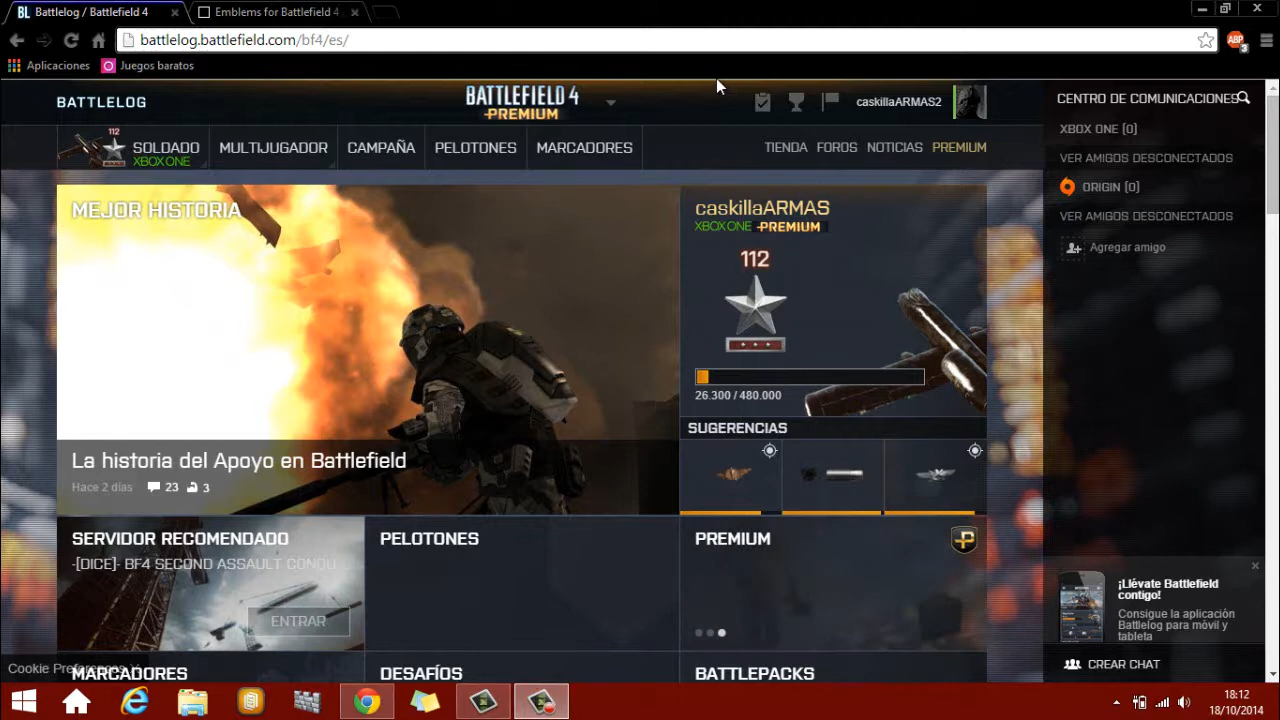 Battlelog / Battlefield 4
Emblems for Battlefield 4
battlelog.battlefield.com/bf4/es/
ABP
3
Aplicaciones
Juegos baratos
BATTLELOG
BATTLEFIELD 4
PREMIUM
caskillaARMAS2
CENTRO DE COMUNICACIONES
112
SOLDADO
XBOX ONE
MULTIJUGADOR
CAMPAÑA
PELOTONES
MARCADORES
TIENDA
FOROS
NOTICIAS
PREMIUM
XBOX ONE (0)
VER AMIGOS DESCONECTADOS
ORIGIN (0)
VER AMIGOS DESCONECTADOS
Agregar amigo
MEJOR HISTORIA
La historia del Apoyo en Battlefield
Hace 2 días 23 3
caskillaARMAS
XBOX ONE PREMIUM
112
26.300 / 480.000
SUGERENCIAS
SERVIDOR RECOMENDADO
-[DICE]- BF4 SECOND ASSAULT CONQU
ENTRAR
PELOTONES
PREMIUM
P
¡Llévate Battlefield
contigo!
Consigue la aplicación
Battlelog para móvil y
tableta
Cookie Preferences
MARCADORES
DESAFÍOS
BATTLEPACKS
CREAR CHAT
18:12
18/10/2014